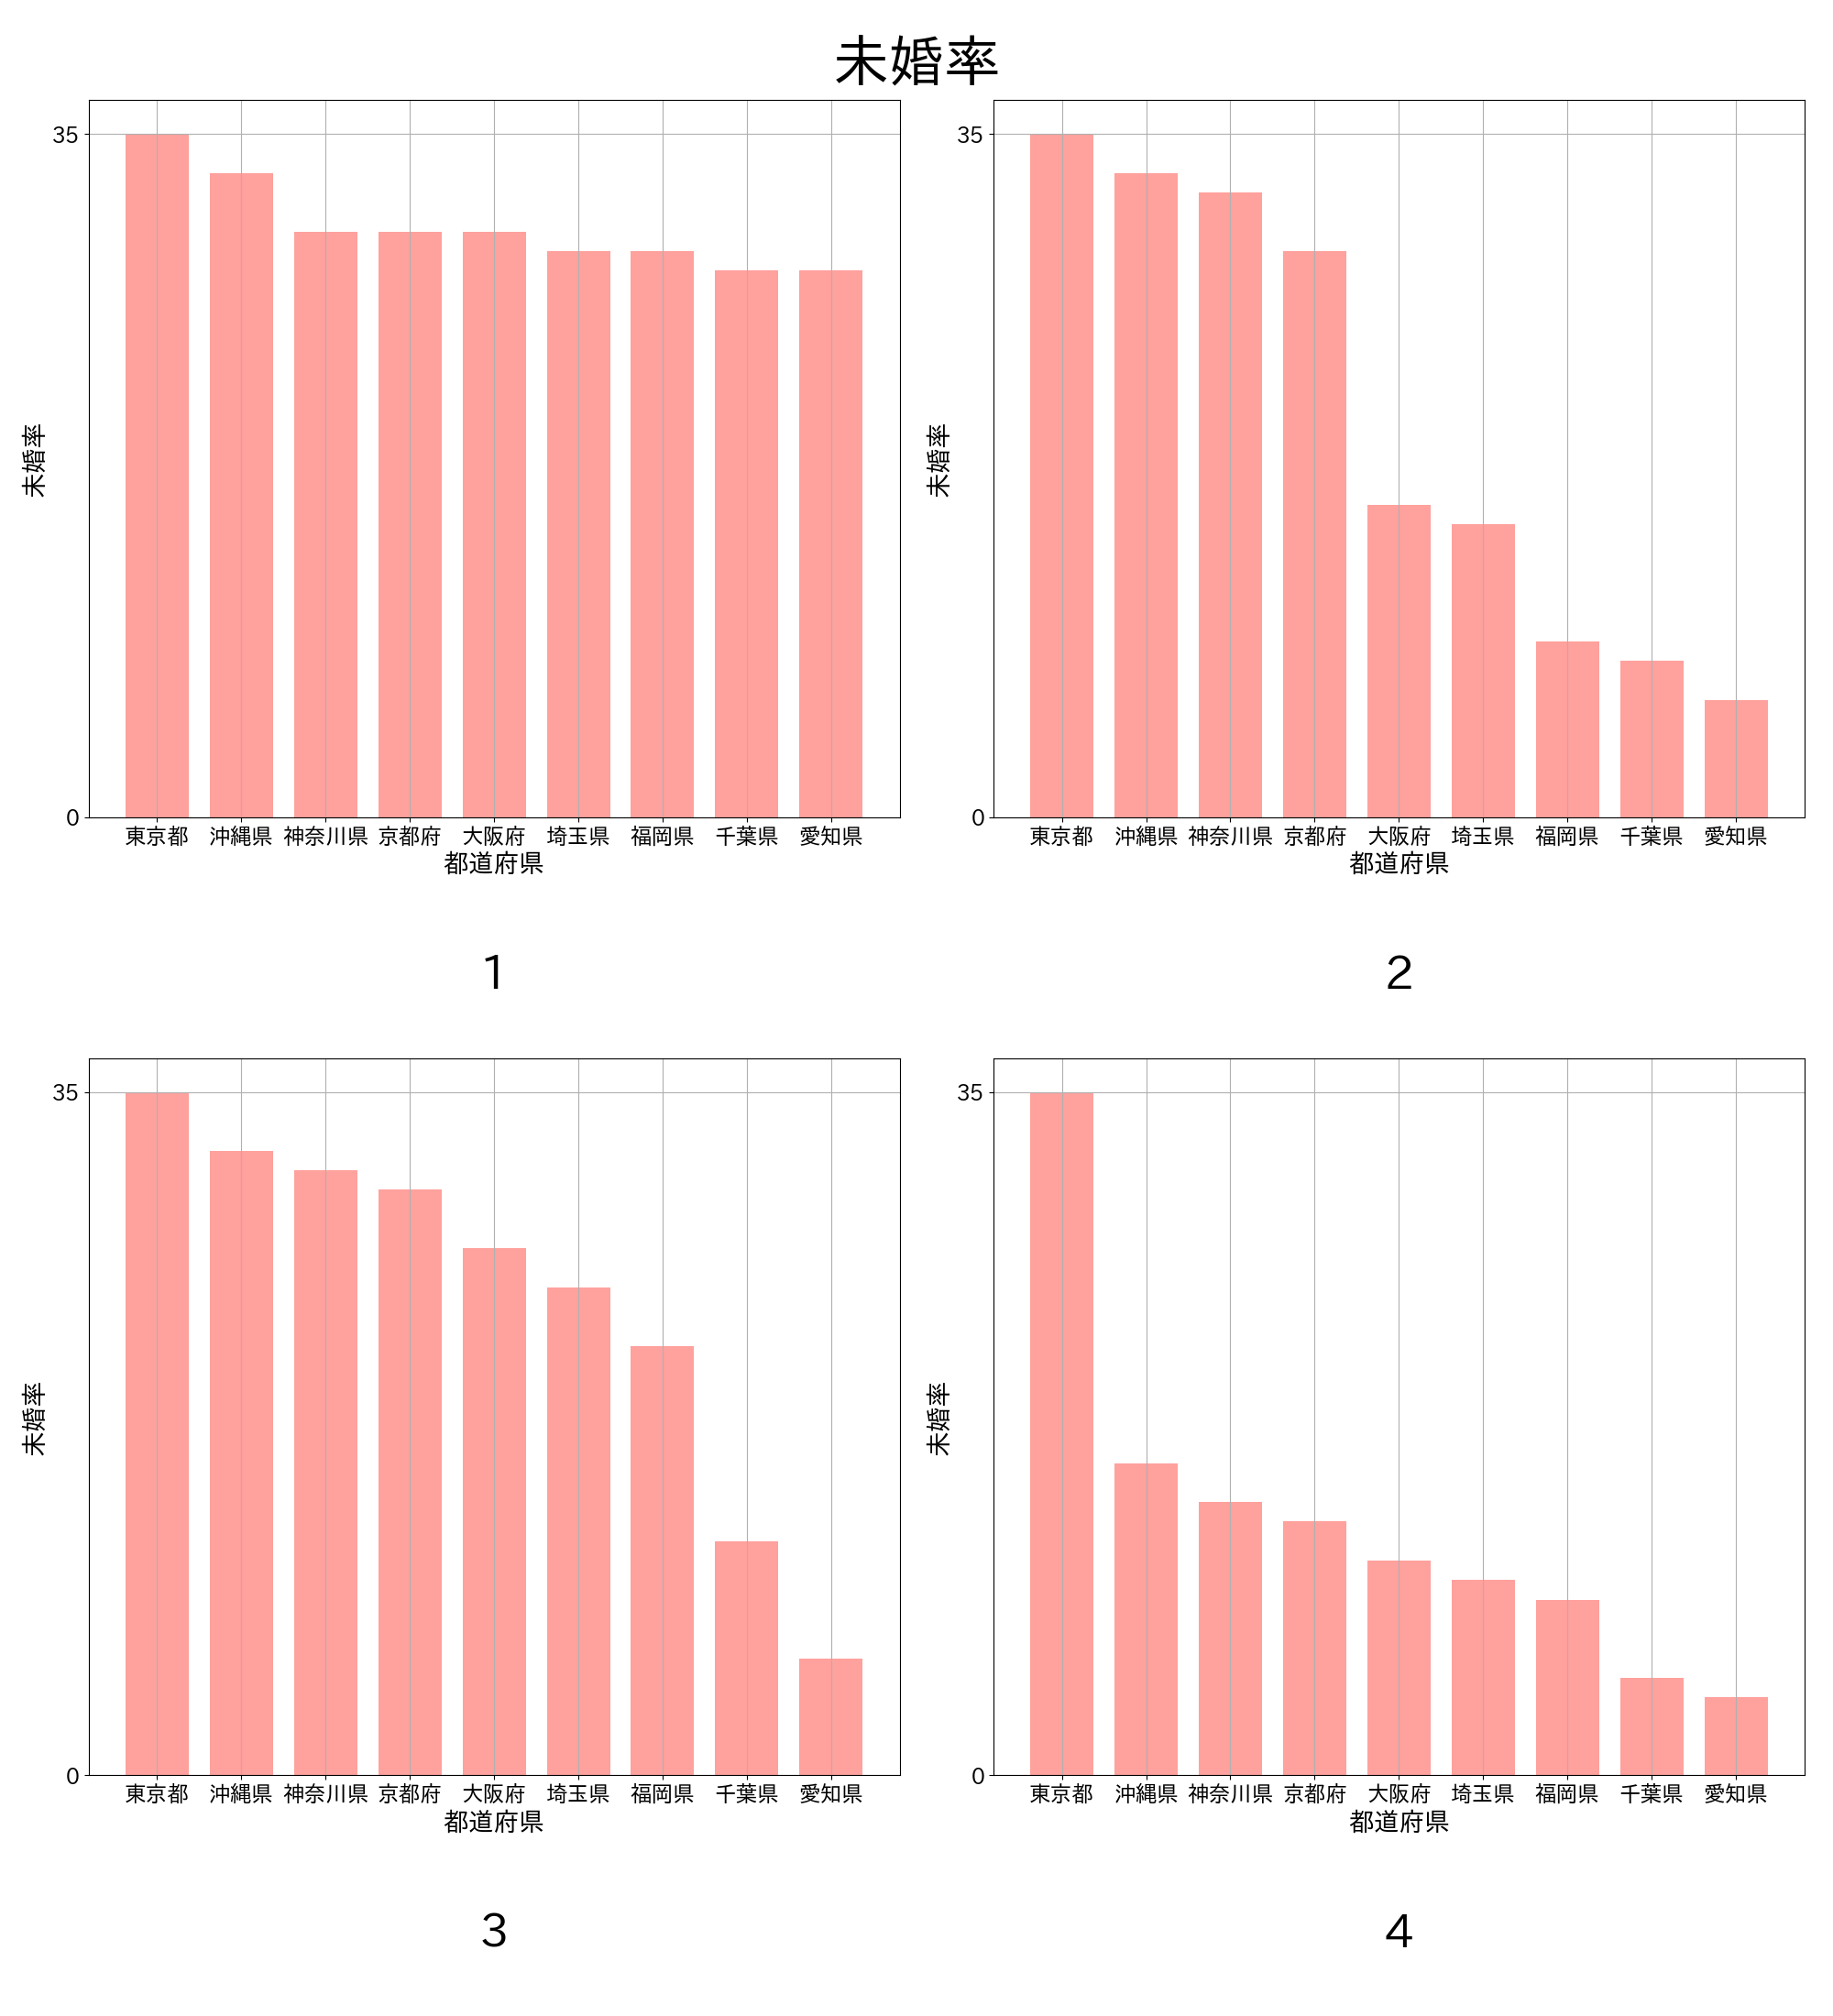 未婚率
35
0
未婚率
東京都 沖縄県 神奈川県 京都府 大阪府 埼玉県 福岡県 千葉県 愛知県
都道府県
1
35
0
未婚率
東京都 沖縄県 神奈川県 京都府 大阪府 埼玉県 福岡県 千葉県 愛知県
都道府県
2
35
0
未婚率
東京都 沖縄県 神奈川県 京都府 大阪府 埼玉県 福岡県 千葉県 愛知県
都道府県
3
35
0
未婚率
東京都 沖縄県 神奈川県 京都府 大阪府 埼玉県 福岡県 千葉県 愛知県
都道府県
4